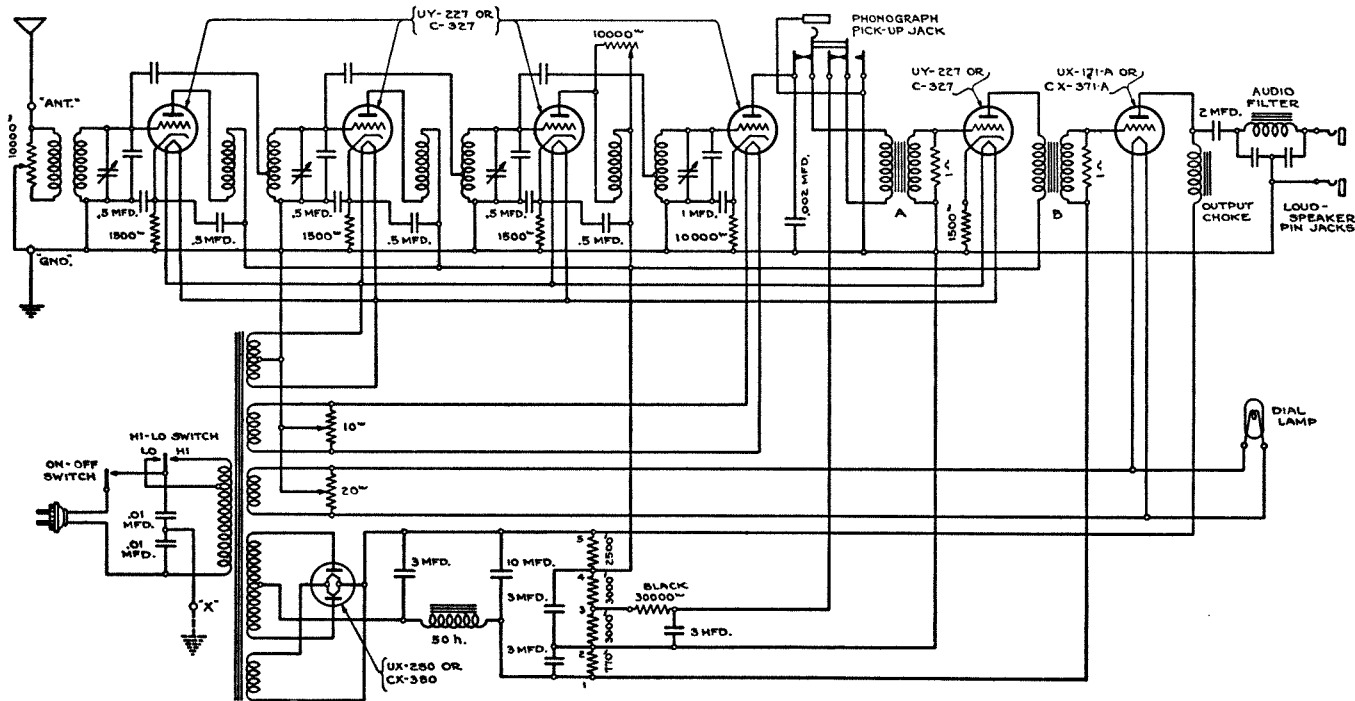 UY-227 OR
C-327
10000~
PHONOGRAPH
PICK-UP JACK
UY-227 OR
C-327
UX-171-A OR
CX-371-A
AUDIO
FILTER
2 MFD.
"ANT."
10000~
.5 MFD.
1500~
.5 MFD.
.5 MFD.
1500~
.5 MFD.
.5 MFD.
1500~
.5 MFD.
1 MFD.
10000~
.002 MFD.
A
1500~
B
OUTPUT
CHOKE
LOUD-
SPEAKER
PIN JACKS
"GND."
10~
20~
DIAL
LAMP
HI-LO SWITCH
LO
HI
ON-OFF
SWITCH
.01
MFD.
.01
MFD.
"X"
3 MFD.
10 MFD.
50 h.
3 MFD.
3 MFD.
5
2500~
4
3000~
3
3000~
2
770~
1
BLACK
30000~
3 MFD.
UX-280 OR
CX-380